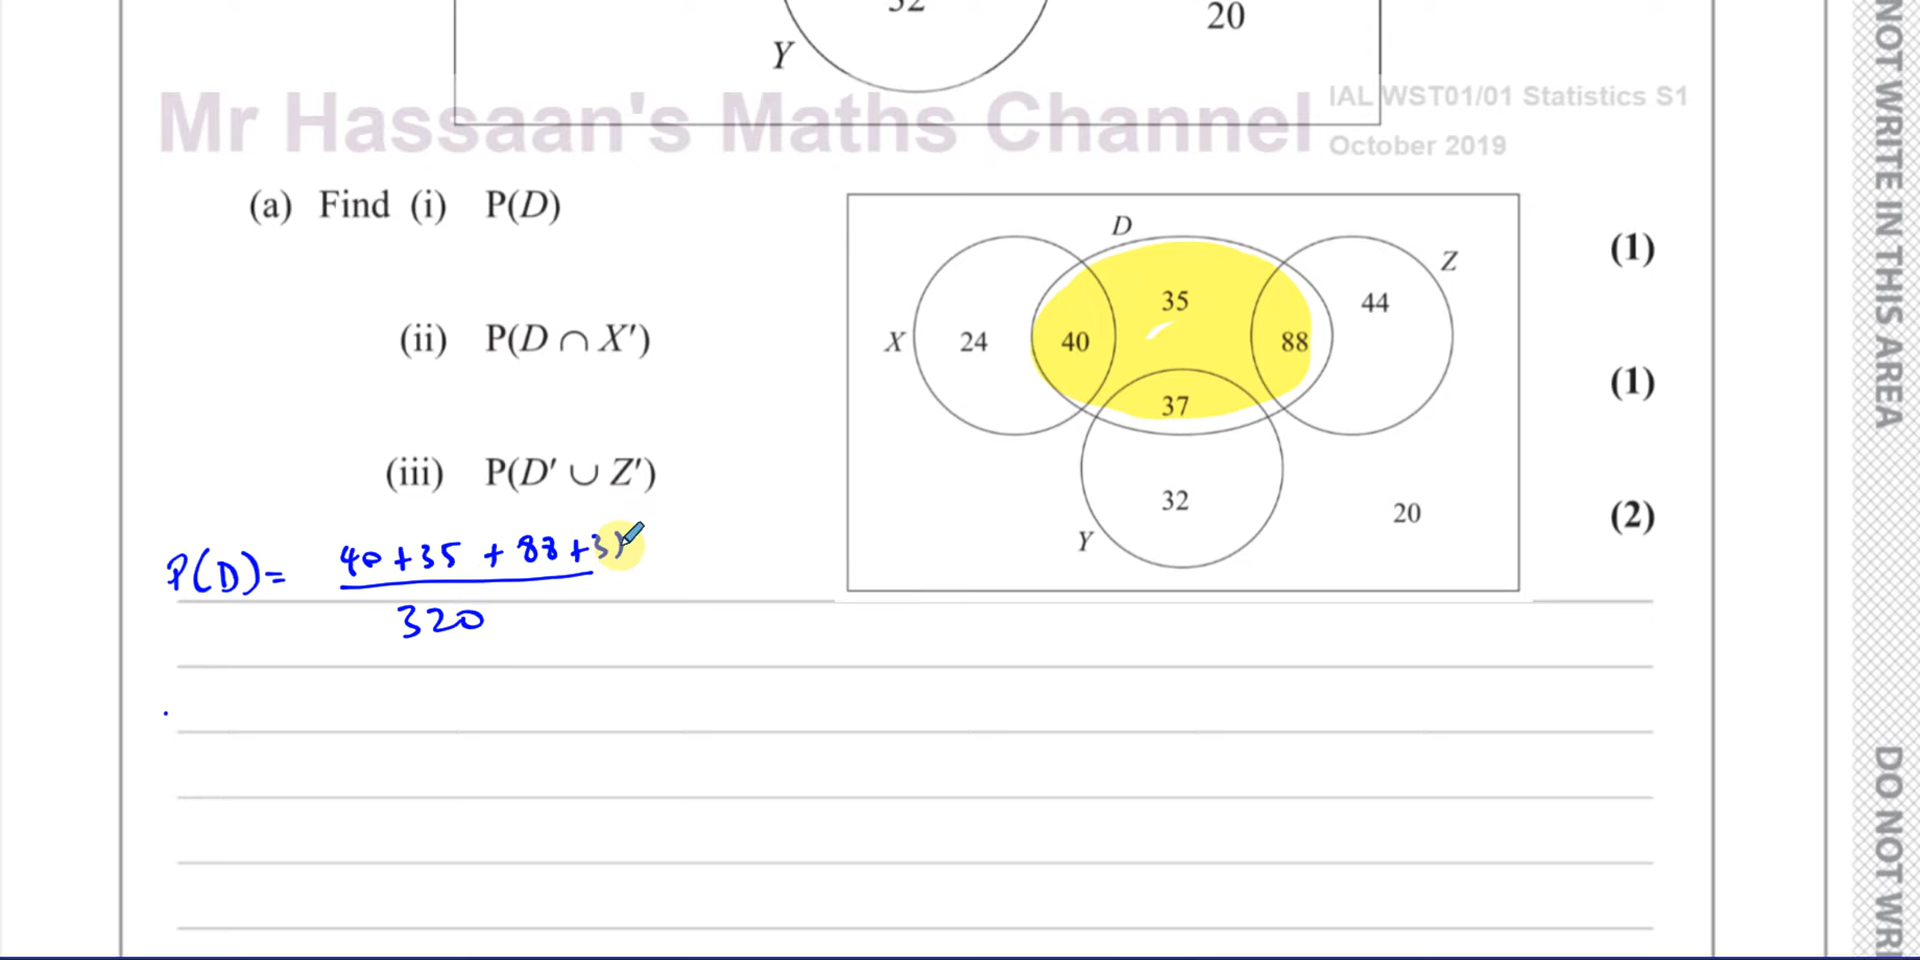 20
Y
Mr Hassaan's Maths Channel
IAL WST01/01 Statistics S1
October 2019
(a) Find (i) P(D)
(1)
(ii) P(D ∩ X′)
(1)
(iii) P(D′ ∪ Z′)
(2)
D
Z
35
44
X 24 40 88
37
32
20
Y
P(D)= 40+35 + 88 +37
320
NOT WRITE IN THIS AREA
DO NOT WRI